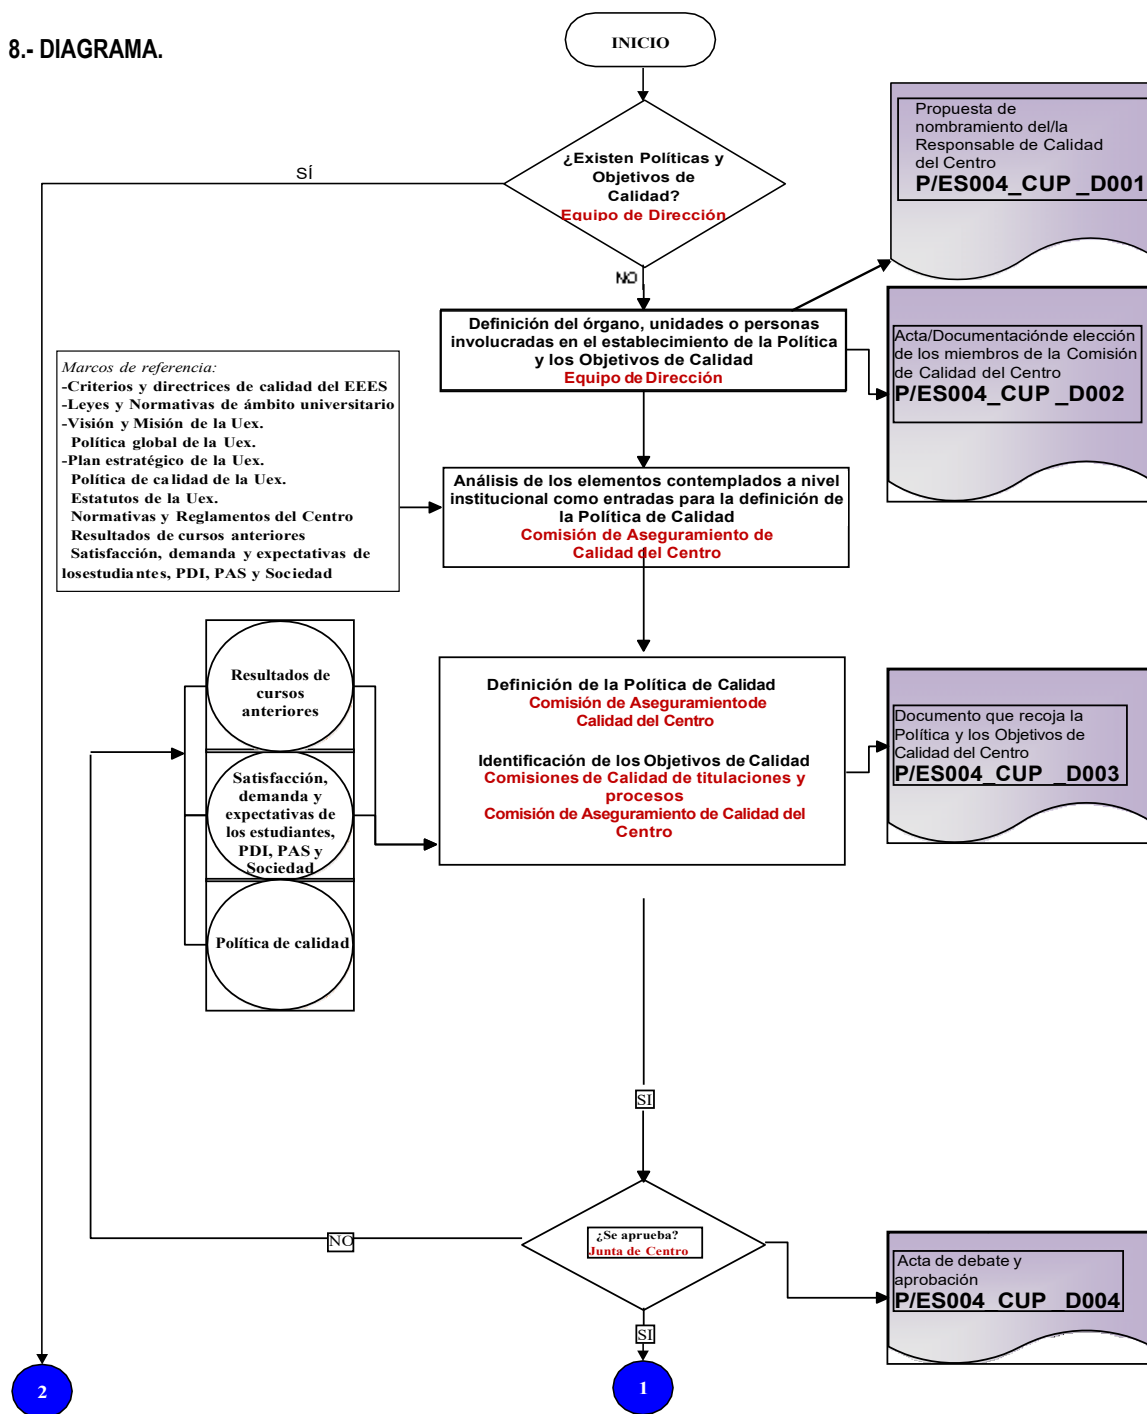 8.- DIAGRAMA.
INICIO
¿Existen Políticas y
Objetivos de
Calidad?
Equipo de Dirección
SÍ
NO
Propuesta de
nombramiento del/la
Responsable de Calidad
del Centro
P/ES004_CUP _D001
Definición del órgano, unidades o personas
involucradas en el establecimiento de la Política
y los Objetivos de Calidad
Equipo de Dirección
Acta/Documentaciónde elección
de los miembros de la Comisión
de Calidad del Centro
P/ES004_CUP _D002
Marcos de referencia:
-Criterios y directrices de calidad del EEES
-Leyes y Normativas de ámbito universitario
-Visión y Misión de la Uex.
Política global de la Uex.
-Plan estratégico de la Uex.
Política de calidad de la Uex.
Estatutos de la Uex.
Normativas y Reglamentos del Centro
Resultados de cursos anteriores
Satisfacción, demanda y expectativas de
losestudiantes, PDI, PAS y Sociedad
Análisis de los elementos contemplados a nivel
institucional como entradas para la definición de
la Política de Calidad
Comisión de Aseguramiento de
Calidad del Centro
Resultados de
cursos
anteriores
Satisfacción,
demanda y
expectativas de
los estudiantes,
PDI, PAS y
Sociedad
Política de calidad
Definición de la Política de Calidad
Comisión de Aseguramientode
Calidad del Centro
Identificación de los Objetivos de Calidad
Comisiones de Calidad de titulaciones y
procesos
Comisión de Aseguramiento de Calidad del
Centro
Documento que recoja la
Política y los Objetivos de
Calidad del Centro
P/ES004_CUP _D003
SI
¿Se aprueba?
Junta de Centro
NO
Acta de debate y
aprobación
P/ES004_CUP _D004
SI
2
1